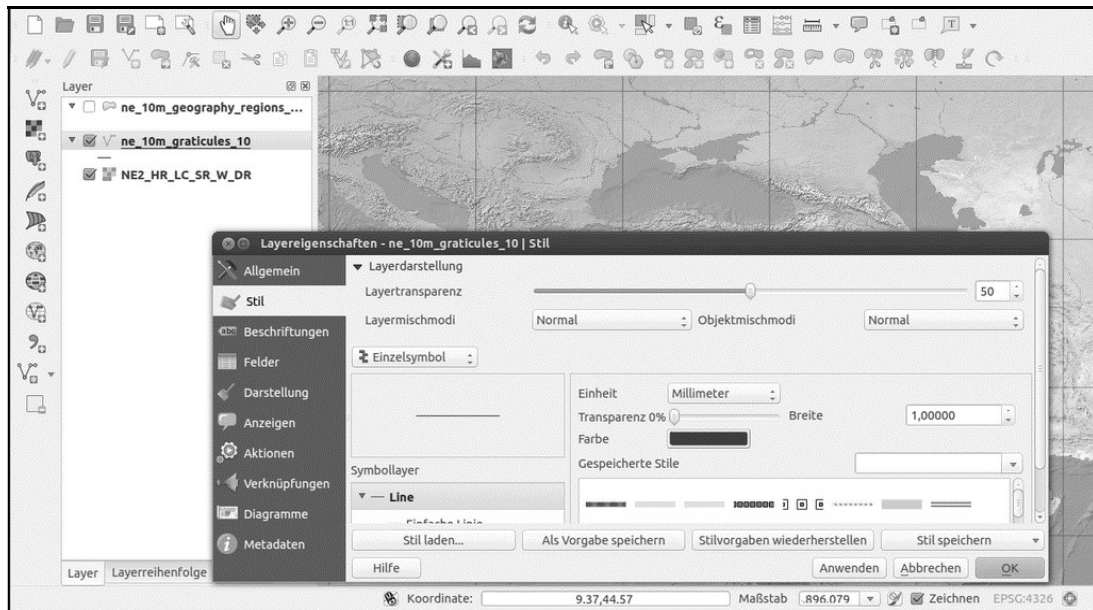 Layer
ne_10m_geography_regions_...
ne_10m_graticules_10
NE2_HR_LC_SR_W_DR
Layereigenschaften - ne_10m_graticules_10 | Stil
Allgemein
Stil
Beschriftungen
Felder
Darstellung
Anzeigen
Aktionen
Verknüpfungen
Diagramme
Metadaten
Layerdarstellung
Layertransparenz 50
Layermischmodi Normal Objektmischmodi Normal
Einzelsymbol
Einheit Millimeter
Transparenz 0% Breite 1,00000
Farbe
Gespeicherte Stile
Symbollayer
Line
Einfache Linie
Stil laden... Als Vorgabe speichern Stilvorgaben wiederherstellen Stil speichern
Hilfe Anwenden Abbrechen OK
Layer Layerreihenfolge
Koordinate: 9.37,44.57 Maßstab .896.079 Zeichnen EPSG:4326